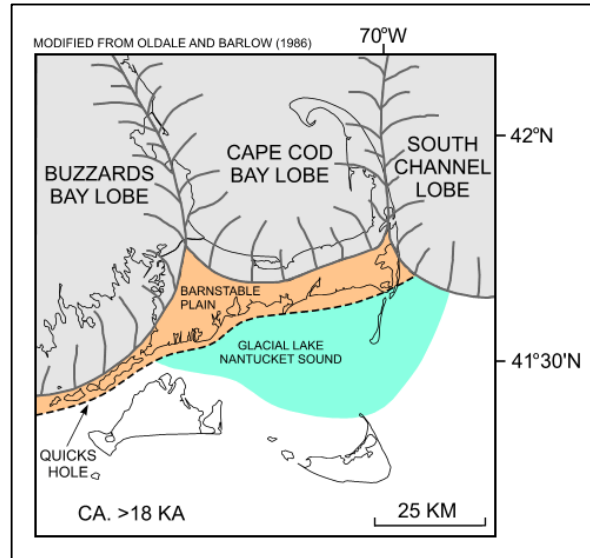 MODIFIED FROM OLDALE AND BARLOW (1986)
70°W
42°N
BUZZARDS
BAY LOBE
CAPE COD
BAY LOBE
SOUTH
CHANNEL
LOBE
BARNSTABLE
PLAIN
GLACIAL LAKE
NANTUCKET SOUND
41°30'N
QUICKS
HOLE
CA. >18 KA
25 KM